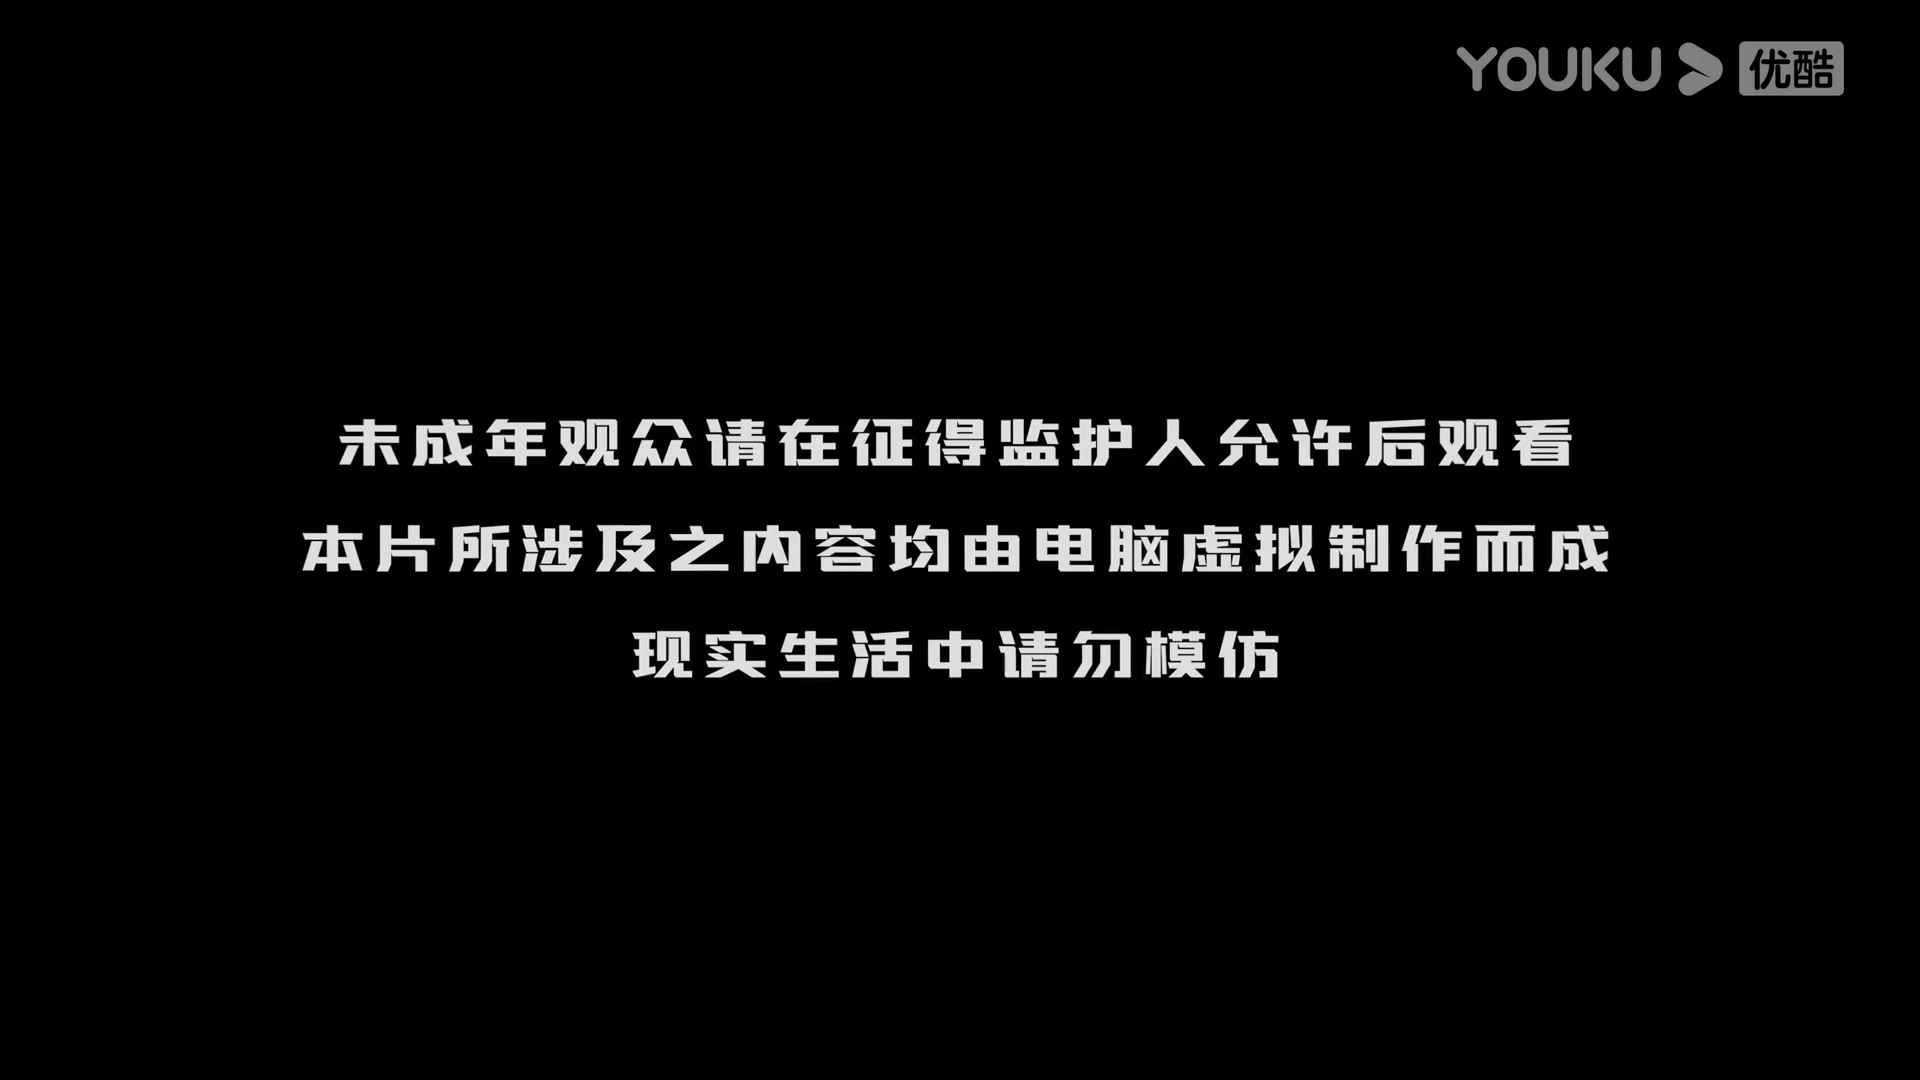 YOUKU 优酷
未成年观众请在征得监护人允许后观看
本片所涉及之内容均由电脑虚拟制作而成
现实生活中请勿模仿